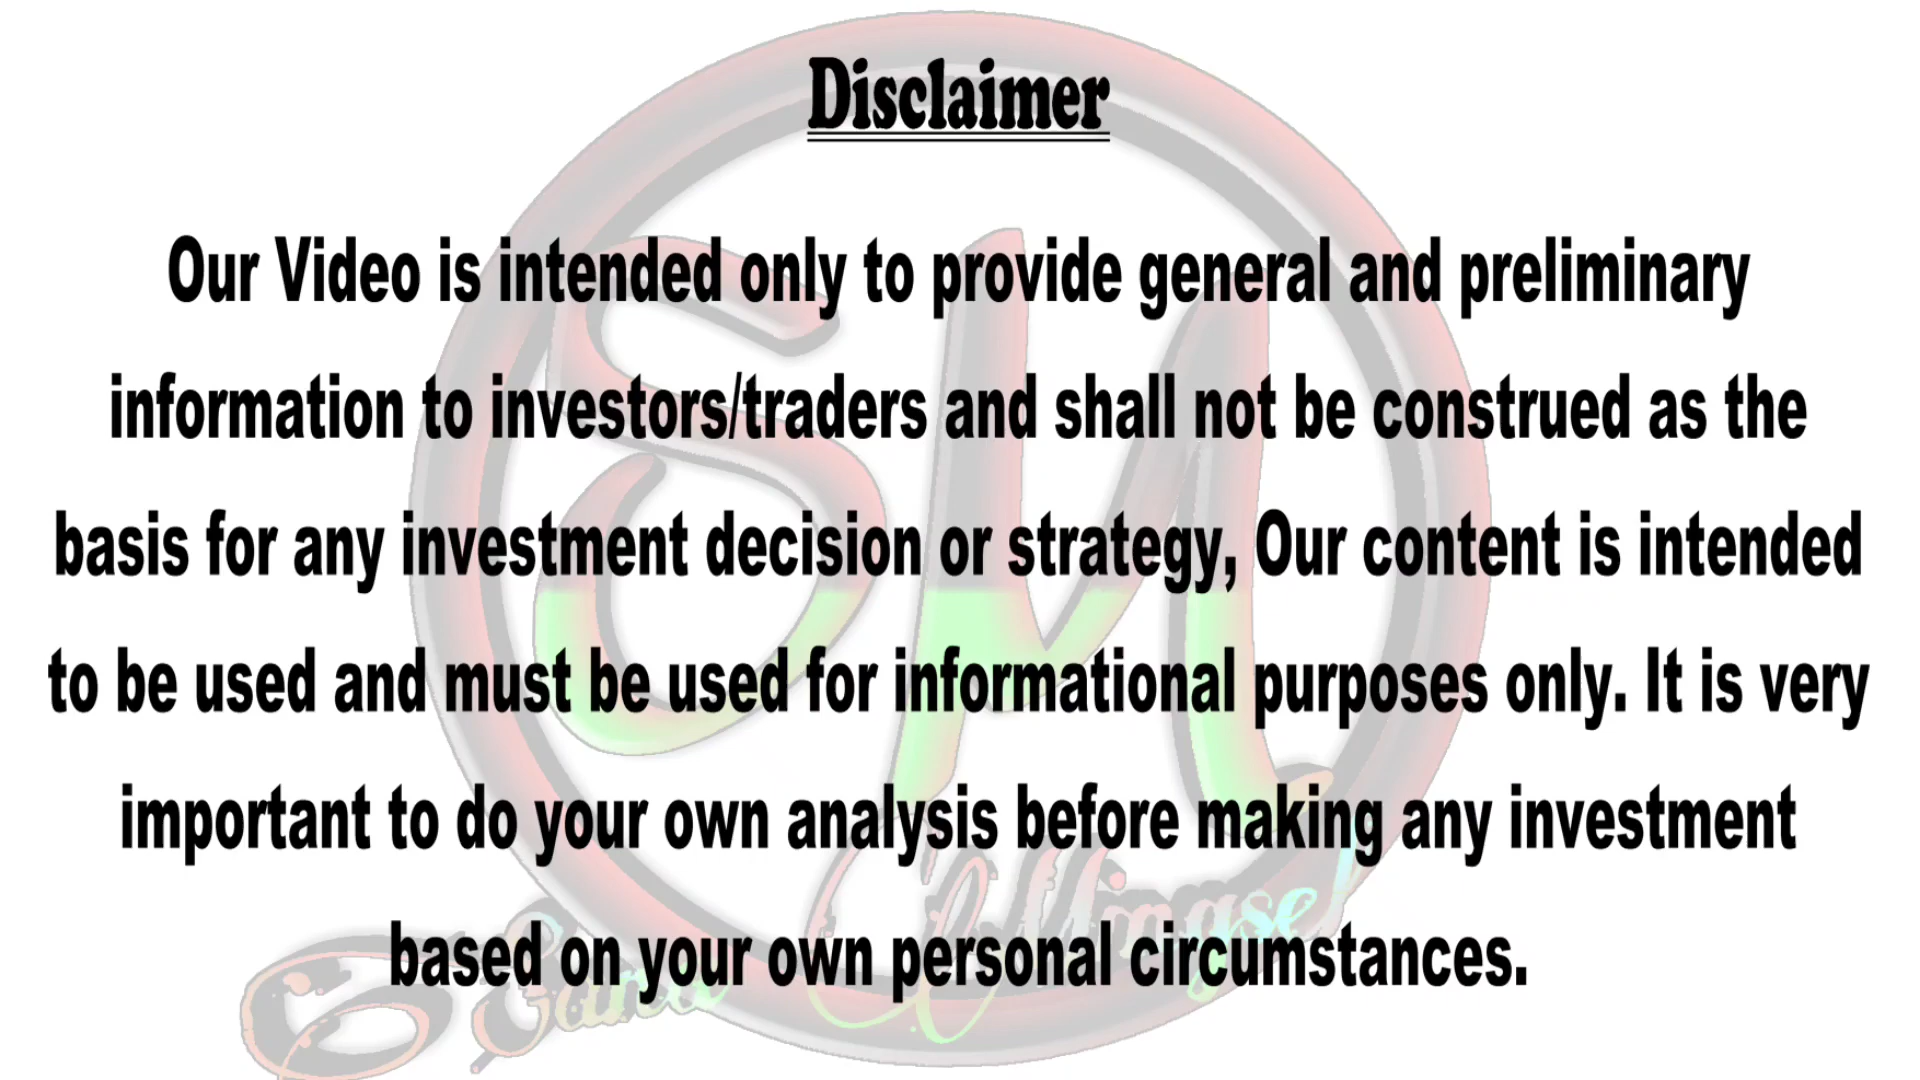 Disclaimer
Our Video is intended only to provide general and preliminary
information to investors/traders and shall not be construed as the
basis for any investment decision or strategy, Our content is intended
to be used and must be used for informational purposes only. It is very
important to do your own analysis before making any investment
based on your own personal circumstances.
SM